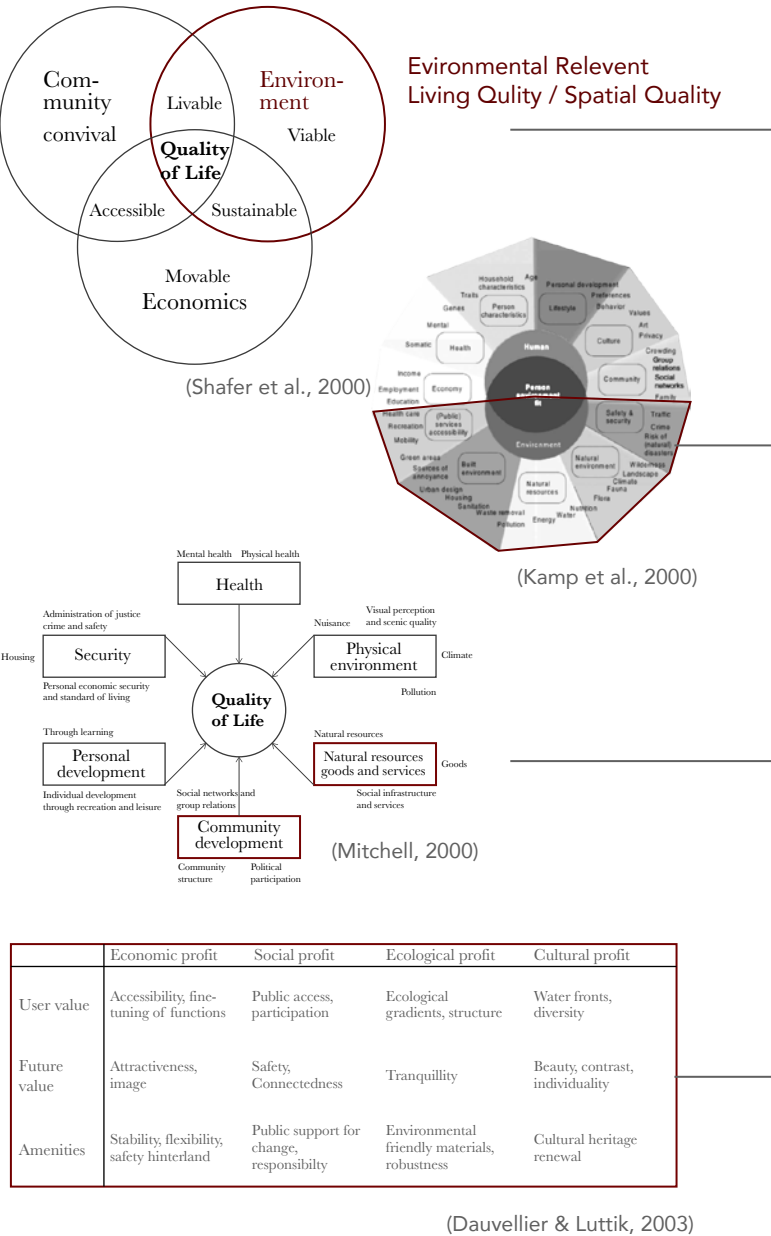 Com-
munity
convival
Livable
Environ-
ment
Viable
Quality
of Life
Accessible
Sustainable
Movable
Economics
(Shafer et al., 2000)
Evironmental Relevent
Living Qulity / Spatial Quality
Household
characteristics
Age
Traits
Genes
Person
characteristics
Personal development
Preferences
Behavior
Lifestyle
Values
Art
Privacy
Culture
Mental
Somatic
Health
Human
Crowding
Group
relations
Social
networks
Family
Community
Income
Employment
Education
Economy
Person
environment
fit
Health care
Recreation
Mobility
(Public)
services
accessibility
Safety &
security
Traffic
Crime
Risk of
(natural)
disasters
Environment
Green areas
Sources of
annoyance
Urban design
Housing
Sanitation
Built
environment
Natural
environment
Wilderness
Landscape
Climate
Fauna
Flora
Natural
resources
Waste removal
Pollution
Energy
Water
Nutrition
(Kamp et al., 2000)
Mental health
Physical health
Health
Administration of justice
crime and safety
Housing
Security
Personal economic security
and standard of living
Nuisance
Visual perception
and scenic quality
Physical
environment
Climate
Pollution
Quality
of Life
Through learning
Personal
development
Individual development
through recreation and leisure
Natural resources
Natural resources
goods and services
Goods
Social infrastructure
and services
Social networks and
group relations
Community
development
Community
structure
Political
participation
(Mitchell, 2000)
Economic profit Social profit Ecological profit Cultural profit
User value
Accessibility, fine-
tuning of functions
Public access,
participation
Ecological
gradients, structure
Water fronts,
diversity
Future
value
Attractiveness,
image
Safety,
Connectedness
Tranquillity
Beauty, contrast,
individuality
Amenities
Stability, flexibility,
safety hinterland
Public support for
change,
responsibilty
Environmental
friendly materials,
robustness
Cultural heritage
renewal
(Dauvellier & Luttik, 2003)